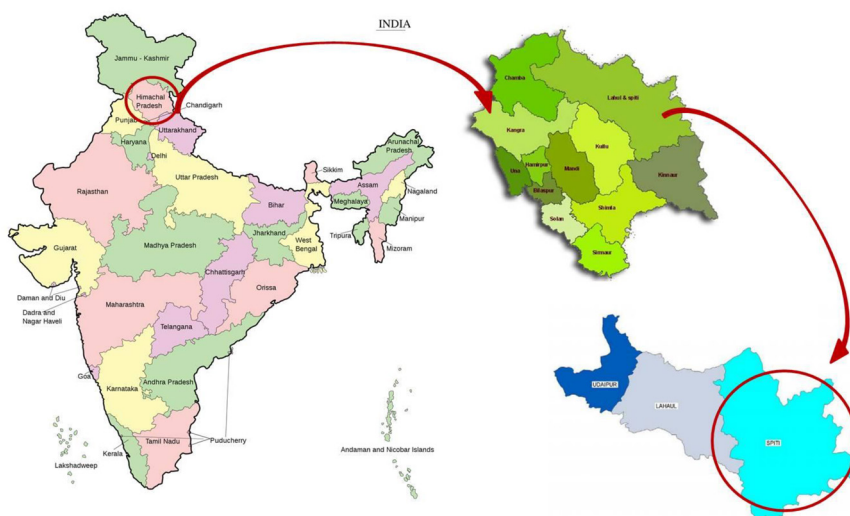 INDIA
Jammu - Kashmir
Himachal
Pradesh
Chandigarh
Punjab
Uttarakhand
Haryana
Delhi
Rajasthan
Uttar Pradesh
Sikkim
Arunachal
Pradesh
Assam
Nagaland
Meghalaya
Manipur
Tripura
Mizoram
Bihar
Jharkhand
West
Bengal
Gujarat
Madhya Pradesh
Chhattisgarh
Orissa
Daman and Diu
Dadra and
Nagar Haveli
Maharashtra
Telangana
Goa
Karnataka
Andhra Pradesh
Tamil Nadu
Puducherry
Kerala
Lakshadweep
Andaman and Nicobar Islands
Chamba
Lahol & spiti
Kangra
Kullu
Una
Hamirpur
Mandi
Bilaspur
Kinnaur
Solan
Shimla
Sirmaur
UDAIPUR
LAHAUL
SPITI